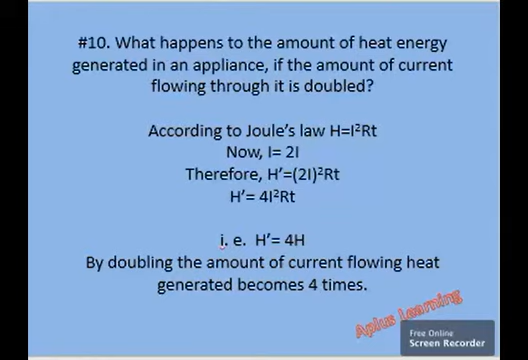 #10. What happens to the amount of heat energy
generated in an appliance, if the amount of current
flowing through it is doubled?
According to Joule's law H=I²Rt
Now, I= 2I
Therefore, H'=(2I)²Rt
H'= 4I²Rt
i. e. H'= 4H
By doubling the amount of current flowing heat
generated becomes 4 times.
Aplus Learning
Free Online
Screen Recorder